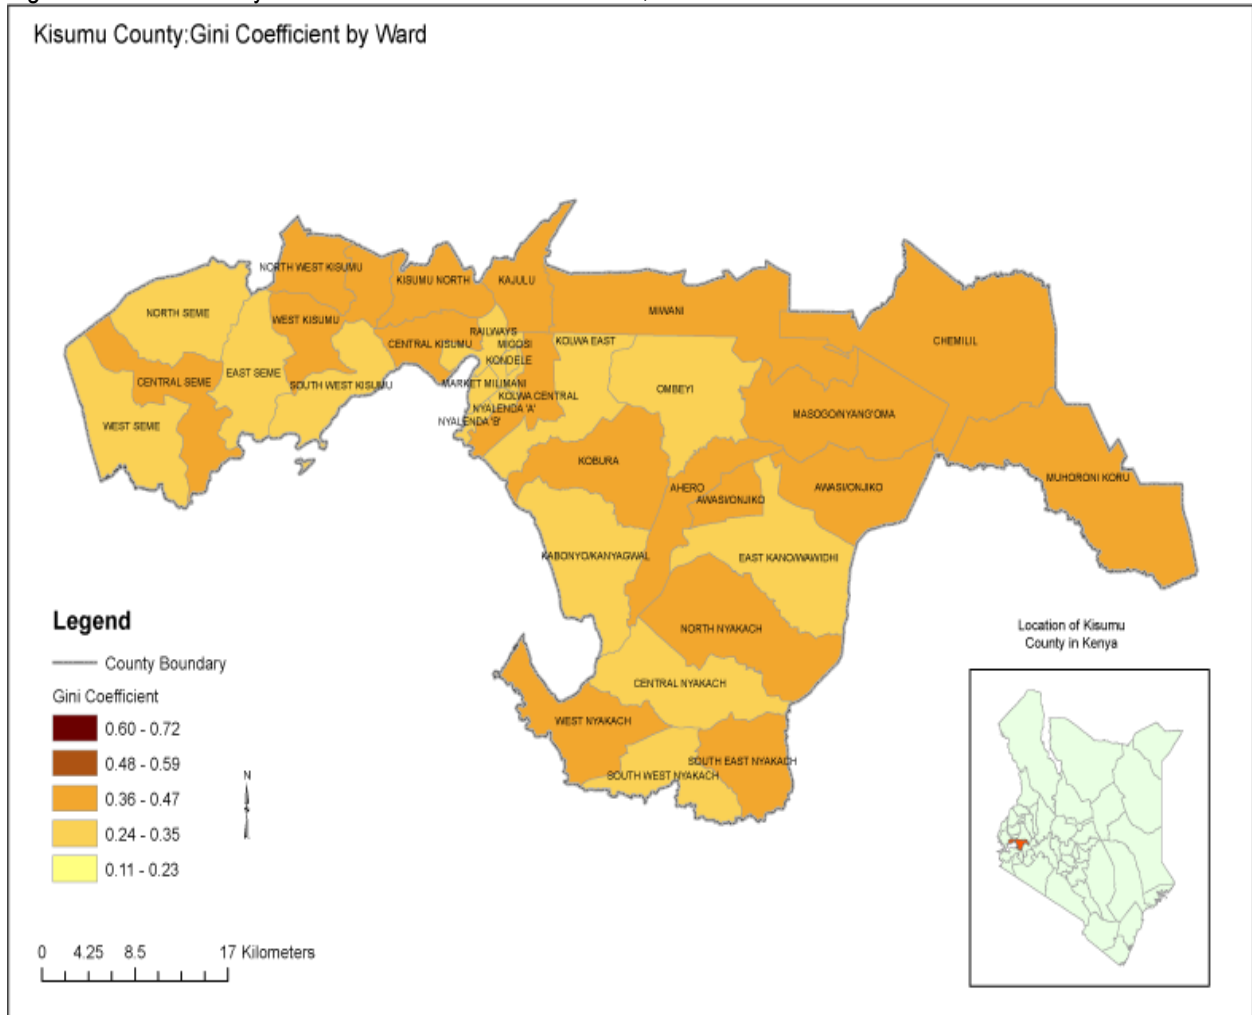 Kisumu County:Gini Coefficient by Ward
NORTH WEST KISUMU
KISUMU NORTH
KAJULU
NORTH SEME
WEST KISUMU
MIWANI
RAILWAYS
CENTRAL KISUMU
MIGOSI
KOLWA EAST
CHEMILIL
KONDELE
EAST SEME
CENTRAL SEME
SOUTH WEST KISUMU
MARKET MILIMANI
OMBEYI
KOLWA CENTRAL
NYALENDA 'A'
MASOGO/NYANG'OMA
WEST SEME
NYALENDA 'B'
KOBURA
MUHORONI KORU
AHERO
AWASI/ONJIKO
AWASI/ONJIKO
KABONYO/KANYAGWAL
EAST KANO/WAWIDHI
NORTH NYAKACH
CENTRAL NYAKACH
WEST NYAKACH
SOUTH EAST NYAKACH
SOUTH WEST NYAKACH
Legend
County Boundary
Gini Coefficient
0.60 - 0.72
0.48 - 0.59
0.36 - 0.47
0.24 - 0.35
0.11 - 0.23
N
0 4.25 8.5 17 Kilometers
Location of Kisumu
County in Kenya